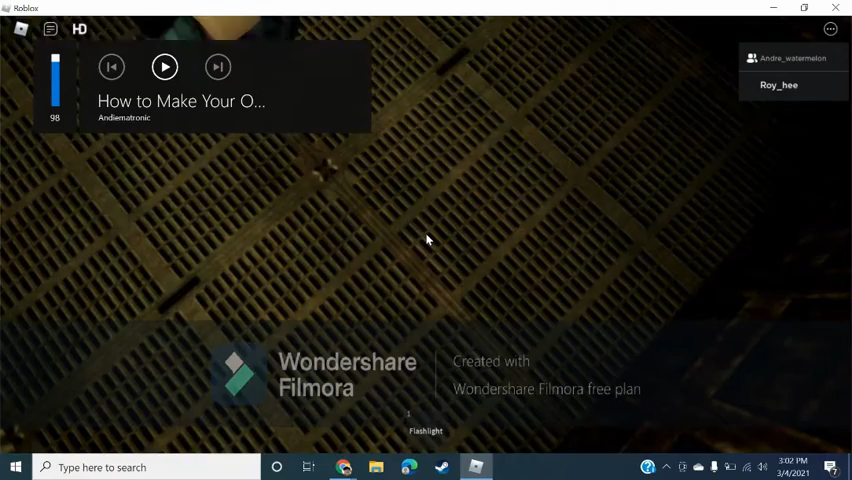 Roblox
HD
Andre_watermelon
Roy_hee
98
How to Make Your O...
Andiematronic
Wondershare
Filmora
Created with
Wondershare Filmora free plan
1
Flashlight
Type here to search
3:02 PM
3/4/2021
7